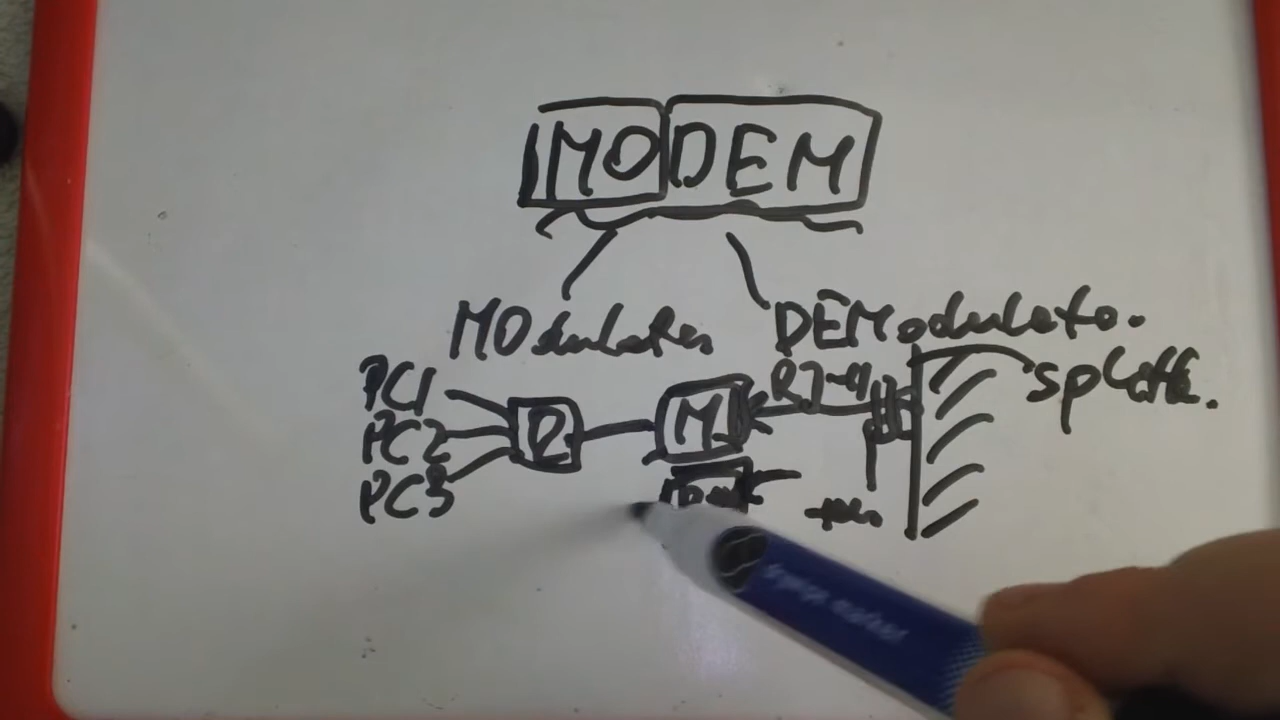 MODEM
MOdulator DEModulator
PC1
PC2
PC3
R
M
RJ-11
splitter